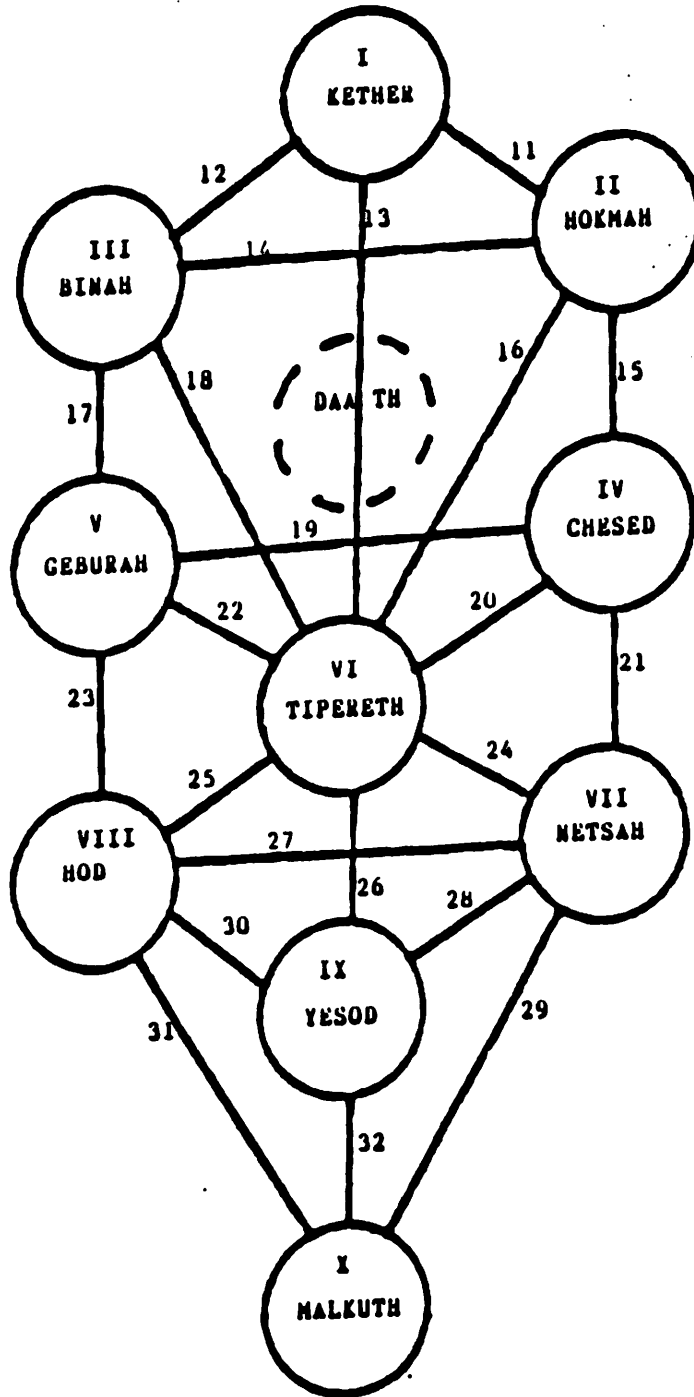 I
KETHER
12
11
II
HOKMAH
13
III
BINAH
14
18
16
15
DAA TH
17
IV
CHESED
V
GEBURAH
19
22
20
21
VI
TIPERETH
23
25
24
VII
NETSAH
VIII
HOD
27
26
28
30
IX
YESOD
31
29
32
X
MALKUTH